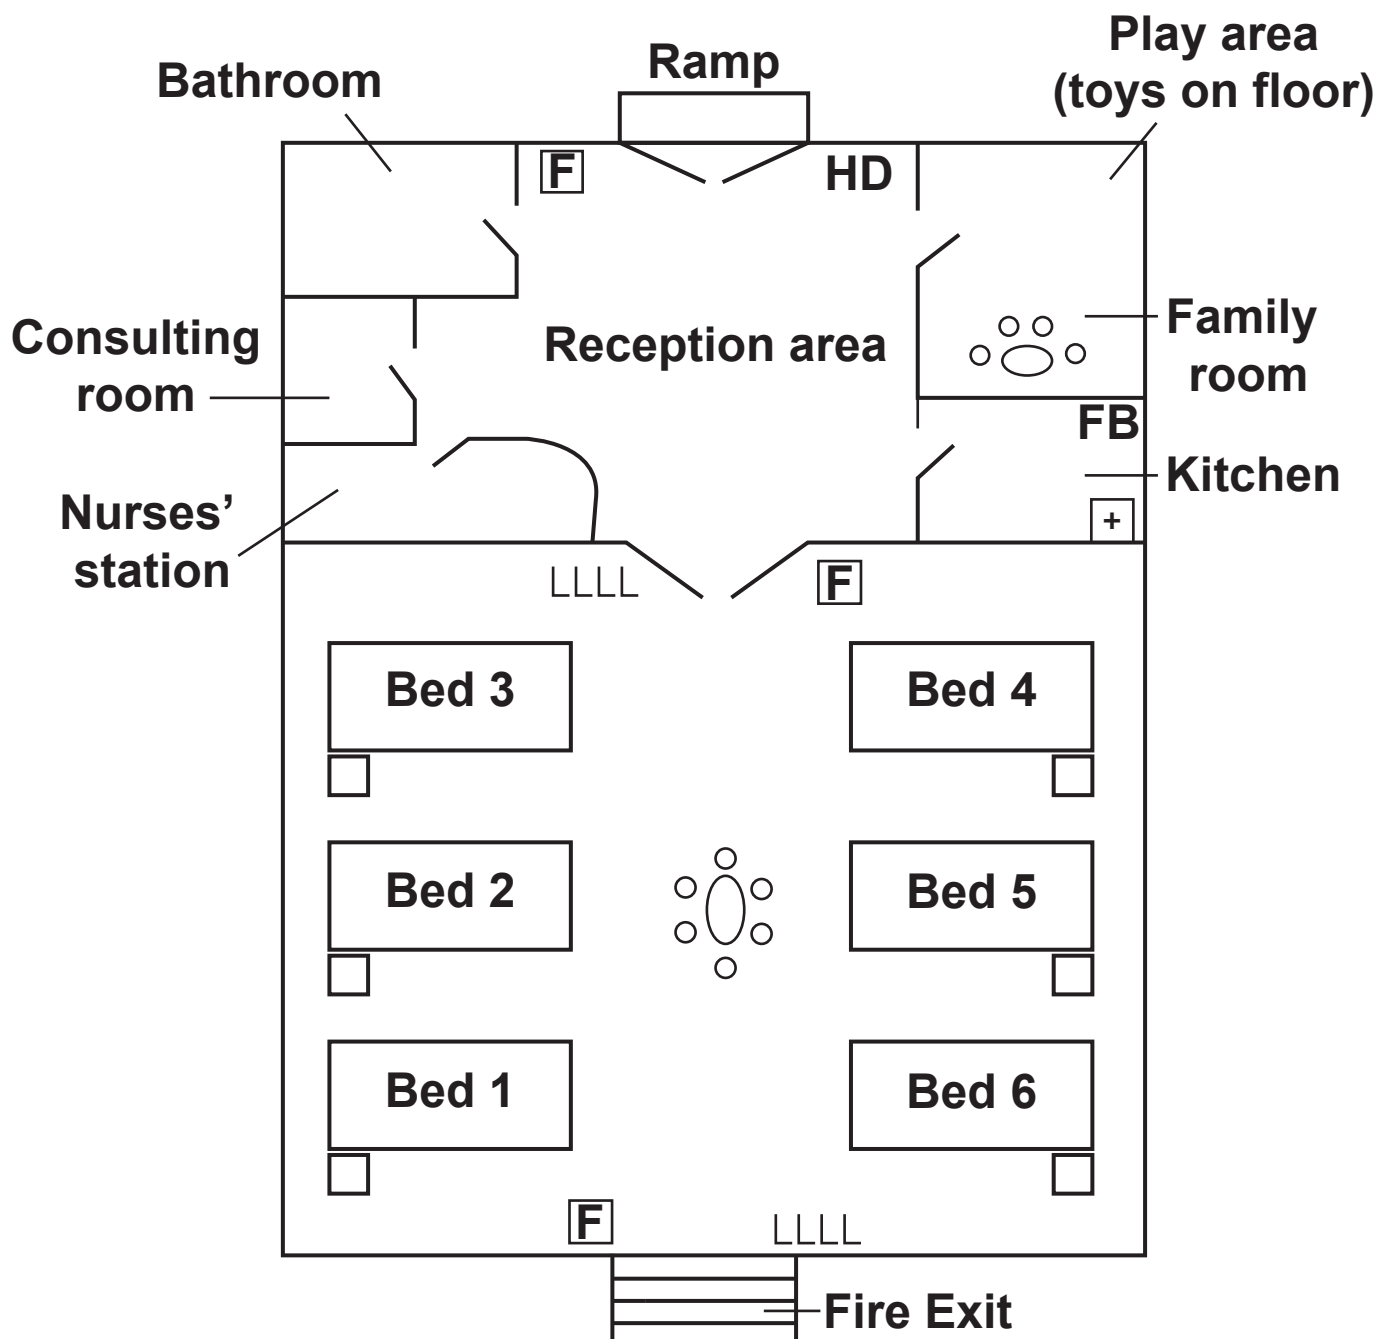 Play area
(toys on floor)
Ramp
Bathroom
F
HD
Consulting
room
Reception area
Family
room
FB
Kitchen
Nurses’
station
+
LLLL
F
Bed 3
Bed 4
Bed 2
Bed 5
Bed 1
Bed 6
F
LLLL
Fire Exit